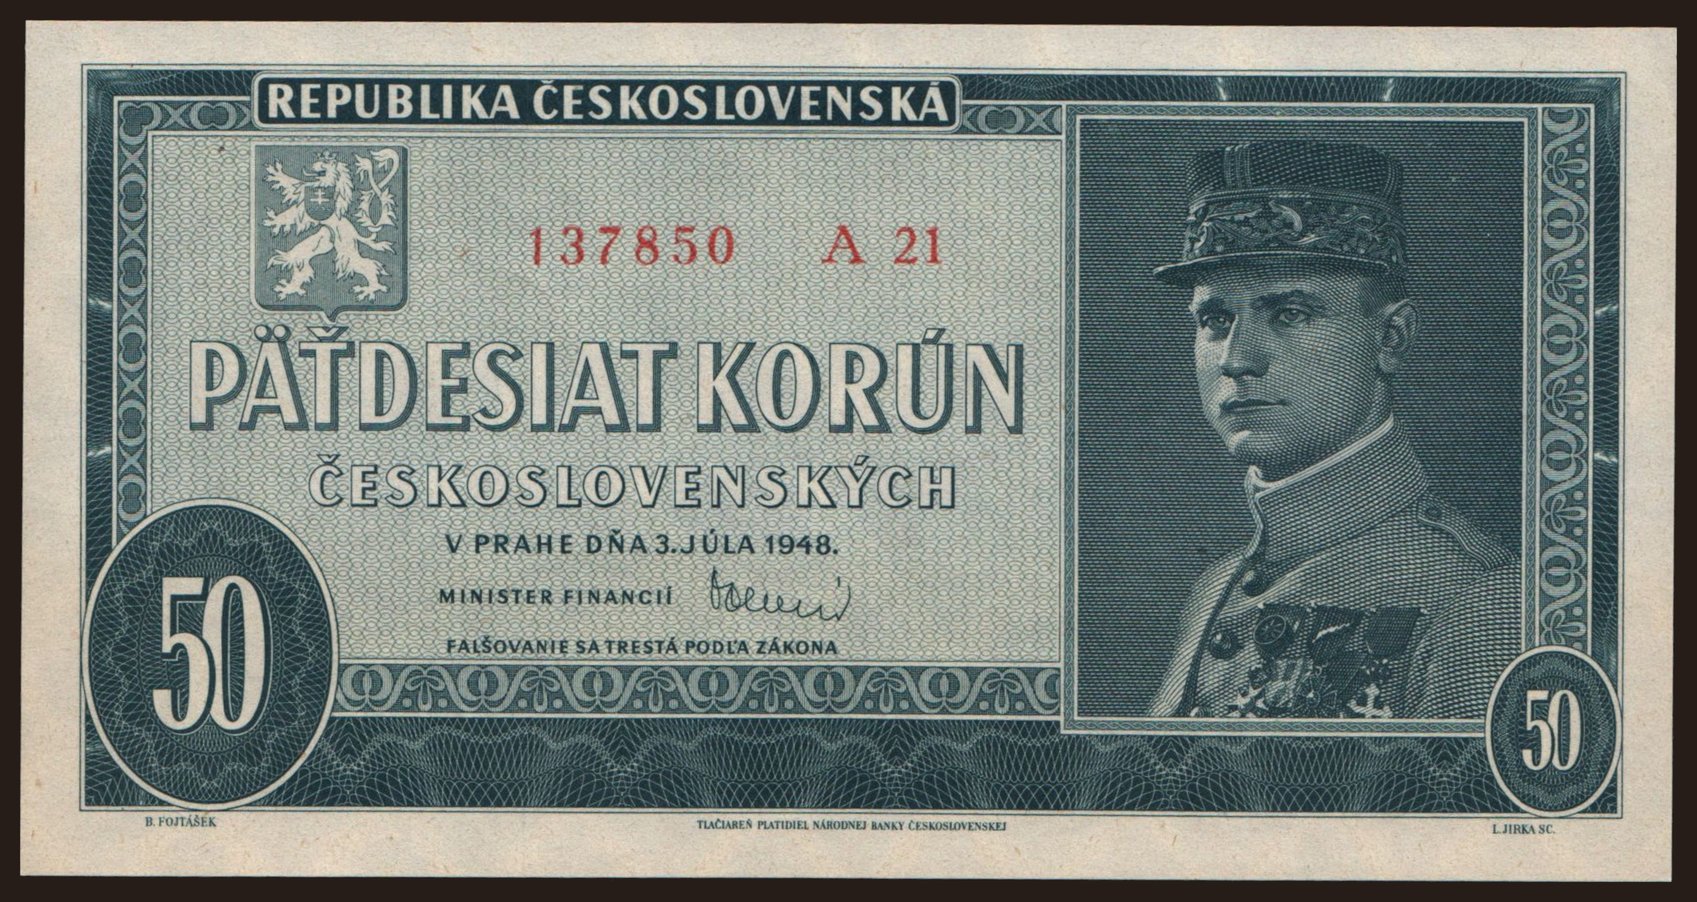 REPUBLIKA ČESKOSLOVENSKÁ
137850 A 21
PÄŤDESIAT KORÚN
ČESKOSLOVENSKÝCH
V PRAHE DŇA 3. JÚLA 1948.
MINISTER FINANCIÍ
FALŠOVANIE SA TRESTÁ PODĽA ZÁKONA
50
50
B. FOJTÁŠEK
TLAČIAREŇ PLATIDIEL NÁRODNEJ BANKY ČESKOSLOVENSKEJ
L. JIRKA SC.